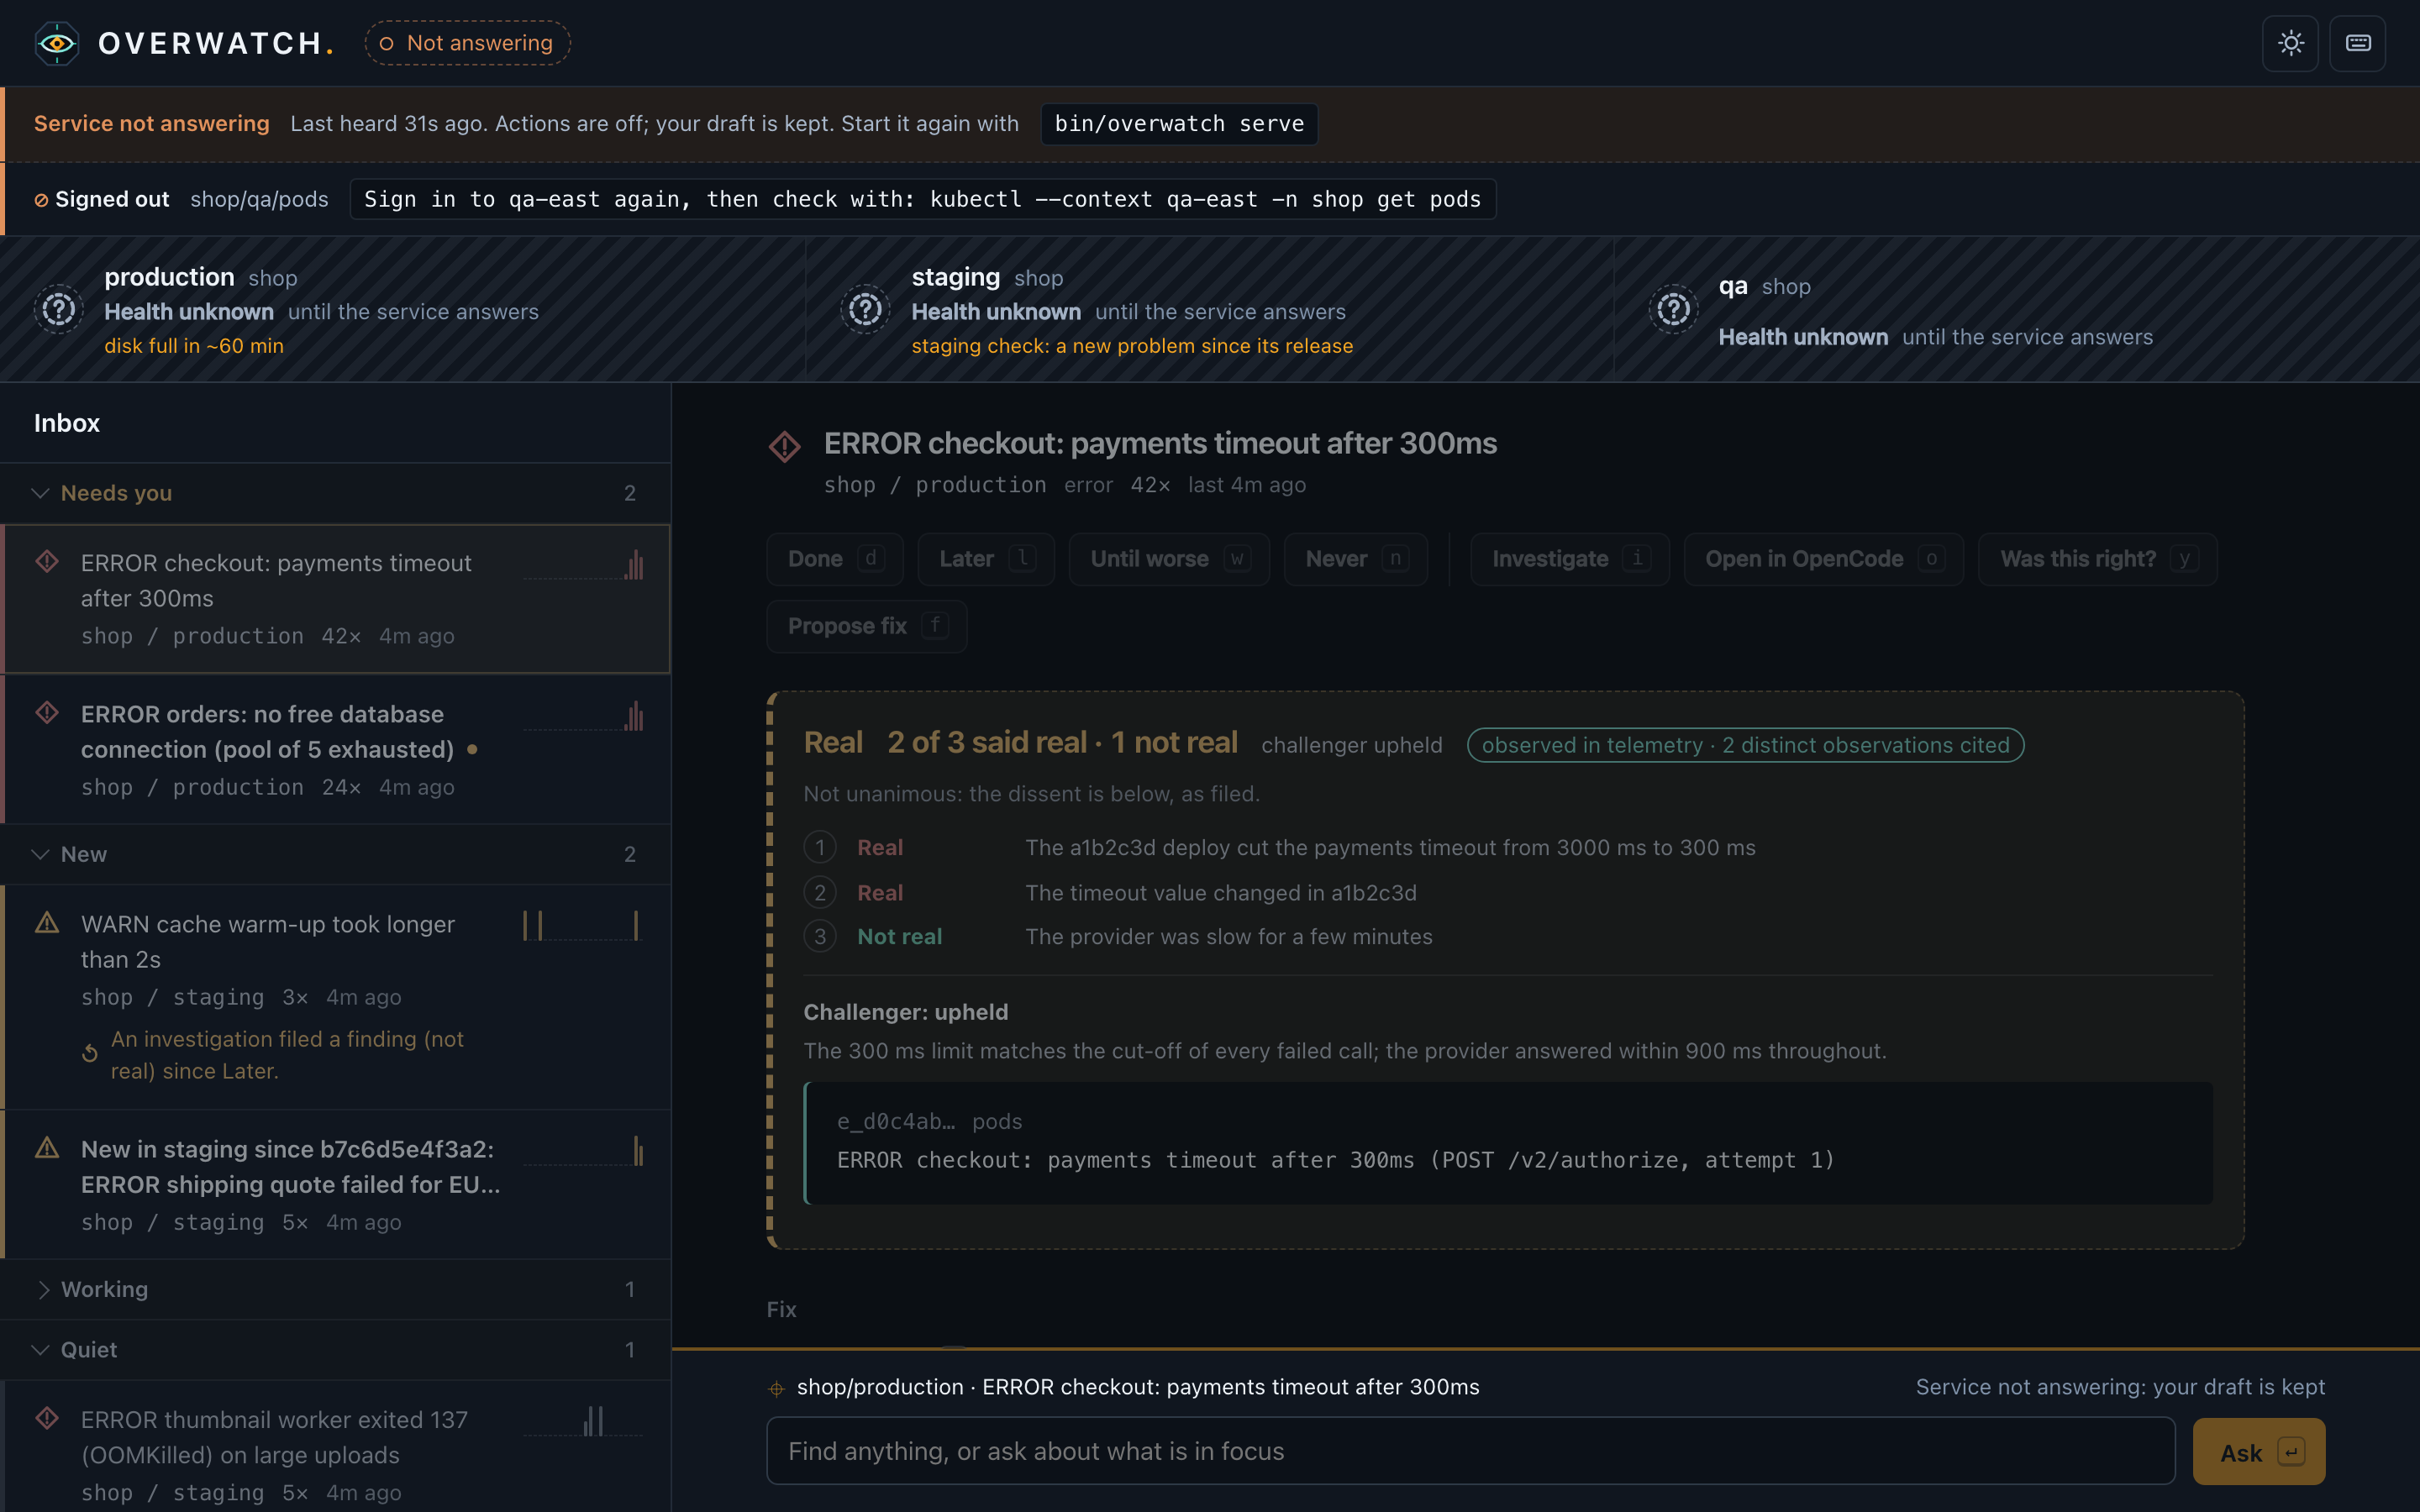 OVERWATCH.
Not answering
Service not answering Last heard 31s ago. Actions are off; your draft is kept. Start it again with bin/overwatch serve
Signed out shop/qa/pods Sign in to qa-east again, then check with: kubectl --context qa-east -n shop get pods
production shop
Health unknown until the service answers
disk full in ~60 min
staging shop
Health unknown until the service answers
staging check: a new problem since its release
qa shop
Health unknown until the service answers
Inbox
Needs you 2
ERROR checkout: payments timeout
after 300ms
shop / production 42× 4m ago
ERROR orders: no free database
connection (pool of 5 exhausted)
shop / production 24× 4m ago
New 2
WARN cache warm-up took longer
than 2s
shop / staging 3× 4m ago
An investigation filed a finding (not
real) since Later.
New in staging since b7c6d5e4f3a2:
ERROR shipping quote failed for EU…
shop / staging 5× 4m ago
Working 1
Quiet 1
ERROR thumbnail worker exited 137
(OOMKilled) on large uploads
shop / staging 5× 4m ago
ERROR checkout: payments timeout after 300ms
shop / production error 42× last 4m ago
Done d Later l Until worse w Never n Investigate i Open in OpenCode o Was this right? y
Propose fix f
Real 2 of 3 said real · 1 not real challenger upheld observed in telemetry · 2 distinct observations cited
Not unanimous: the dissent is below, as filed.
1 Real The a1b2c3d deploy cut the payments timeout from 3000 ms to 300 ms
2 Real The timeout value changed in a1b2c3d
3 Not real The provider was slow for a few minutes
Challenger: upheld
The 300 ms limit matches the cut-off of every failed call; the provider answered within 900 ms throughout.
e_d0c4ab… pods
ERROR checkout: payments timeout after 300ms (POST /v2/authorize, attempt 1)
Fix
shop/production · ERROR checkout: payments timeout after 300ms
Service not answering: your draft is kept
Find anything, or ask about what is in focus
Ask ↵